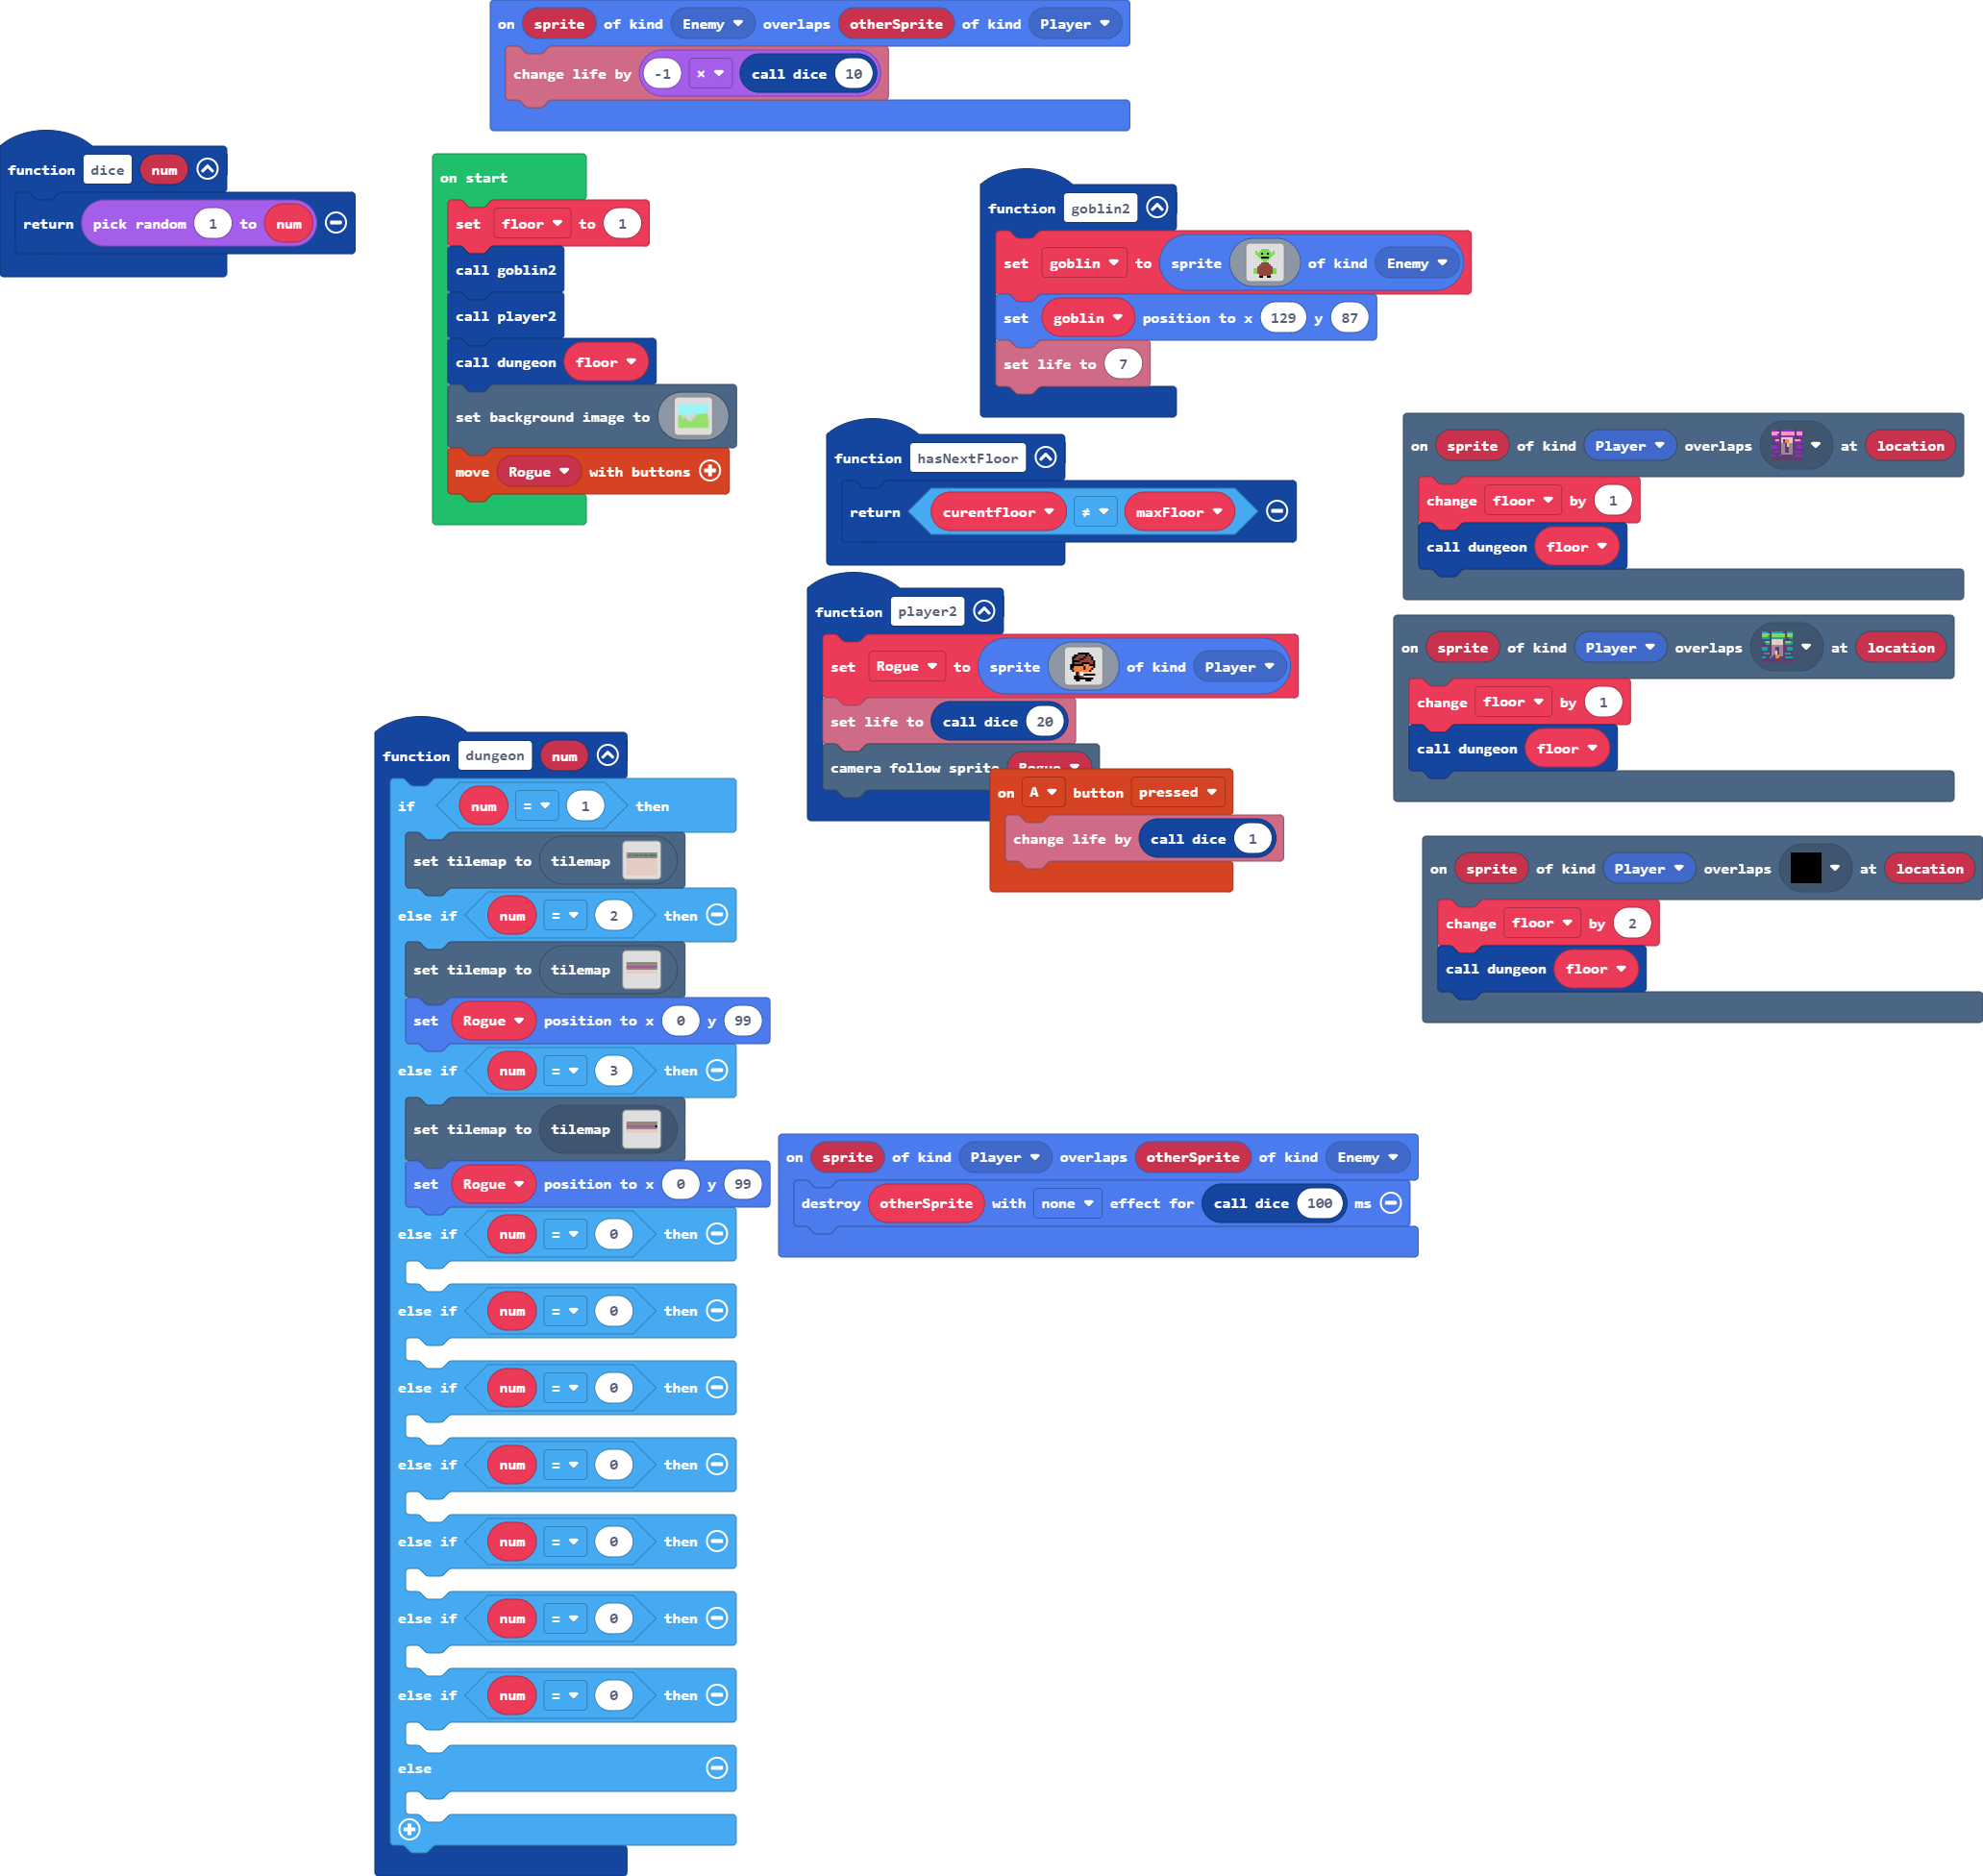 on sprite of kind Enemy overlaps otherSprite of kind Player
change life by -1 × call dice 10
function dice num
return pick random 1 to num
on start
set floor to 1
call goblin2
call player2
call dungeon floor
set background image to
move Rogue with buttons
function goblin2
set goblin to sprite of kind Enemy
set goblin position to x 129 y 87
set life to 7
function hasNextFloor
return curentfloor ≠ maxFloor
on sprite of kind Player overlaps at location
change floor by 1
call dungeon floor
function player2
set Rogue to sprite of kind Player
set life to call dice 20
camera follow sprite Rogue
on A button pressed
change life by call dice 1
on sprite of kind Player overlaps at location
change floor by 1
call dungeon floor
on sprite of kind Player overlaps at location
change floor by 2
call dungeon floor
function dungeon num
if num = 1 then
set tilemap to tilemap
else if num = 2 then
set tilemap to tilemap
set Rogue position to x 0 y 99
else if num = 3 then
set tilemap to tilemap
set Rogue position to x 0 y 99
else if num = 0 then
else if num = 0 then
else if num = 0 then
else if num = 0 then
else if num = 0 then
else if num = 0 then
else if num = 0 then
else
on sprite of kind Player overlaps otherSprite of kind Enemy
destroy otherSprite with none effect for call dice 100 ms